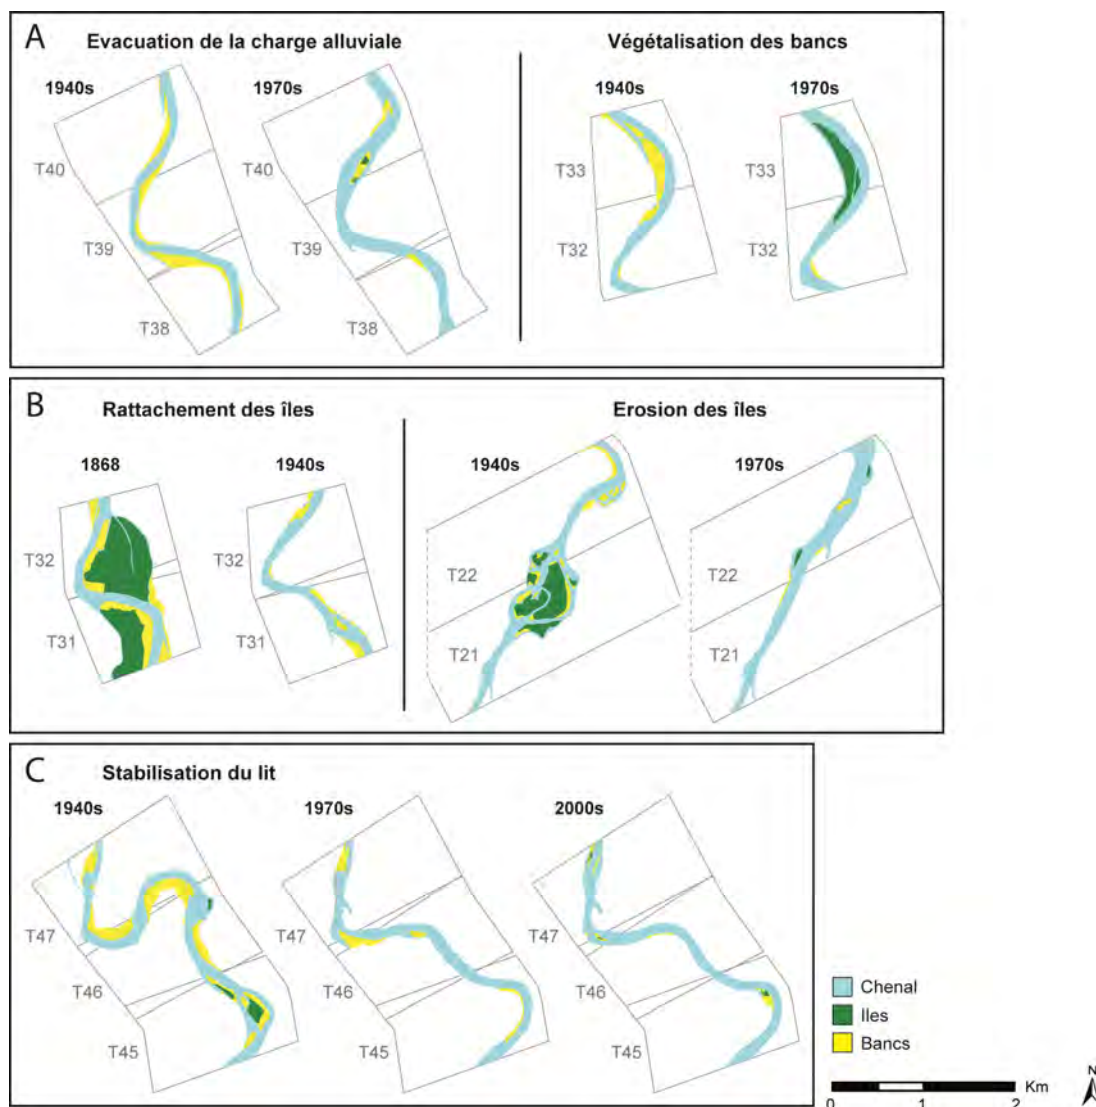 A
Evacuation de la charge alluviale
Végétalisation des bancs
1940s
1970s
1940s
1970s
T40
T40
T33
T33
T39
T39
T32
T32
T38
T38
B
Rattachement des îles
Erosion des îles
1868
1940s
1940s
1970s
T32
T32
T22
T22
T31
T31
T21
T21
C
Stabilisation du lit
1940s
1970s
2000s
T47
T47
T47
T46
T46
T46
T45
T45
T45
Chenal
Iles
Bancs
N
Km
0 1 2